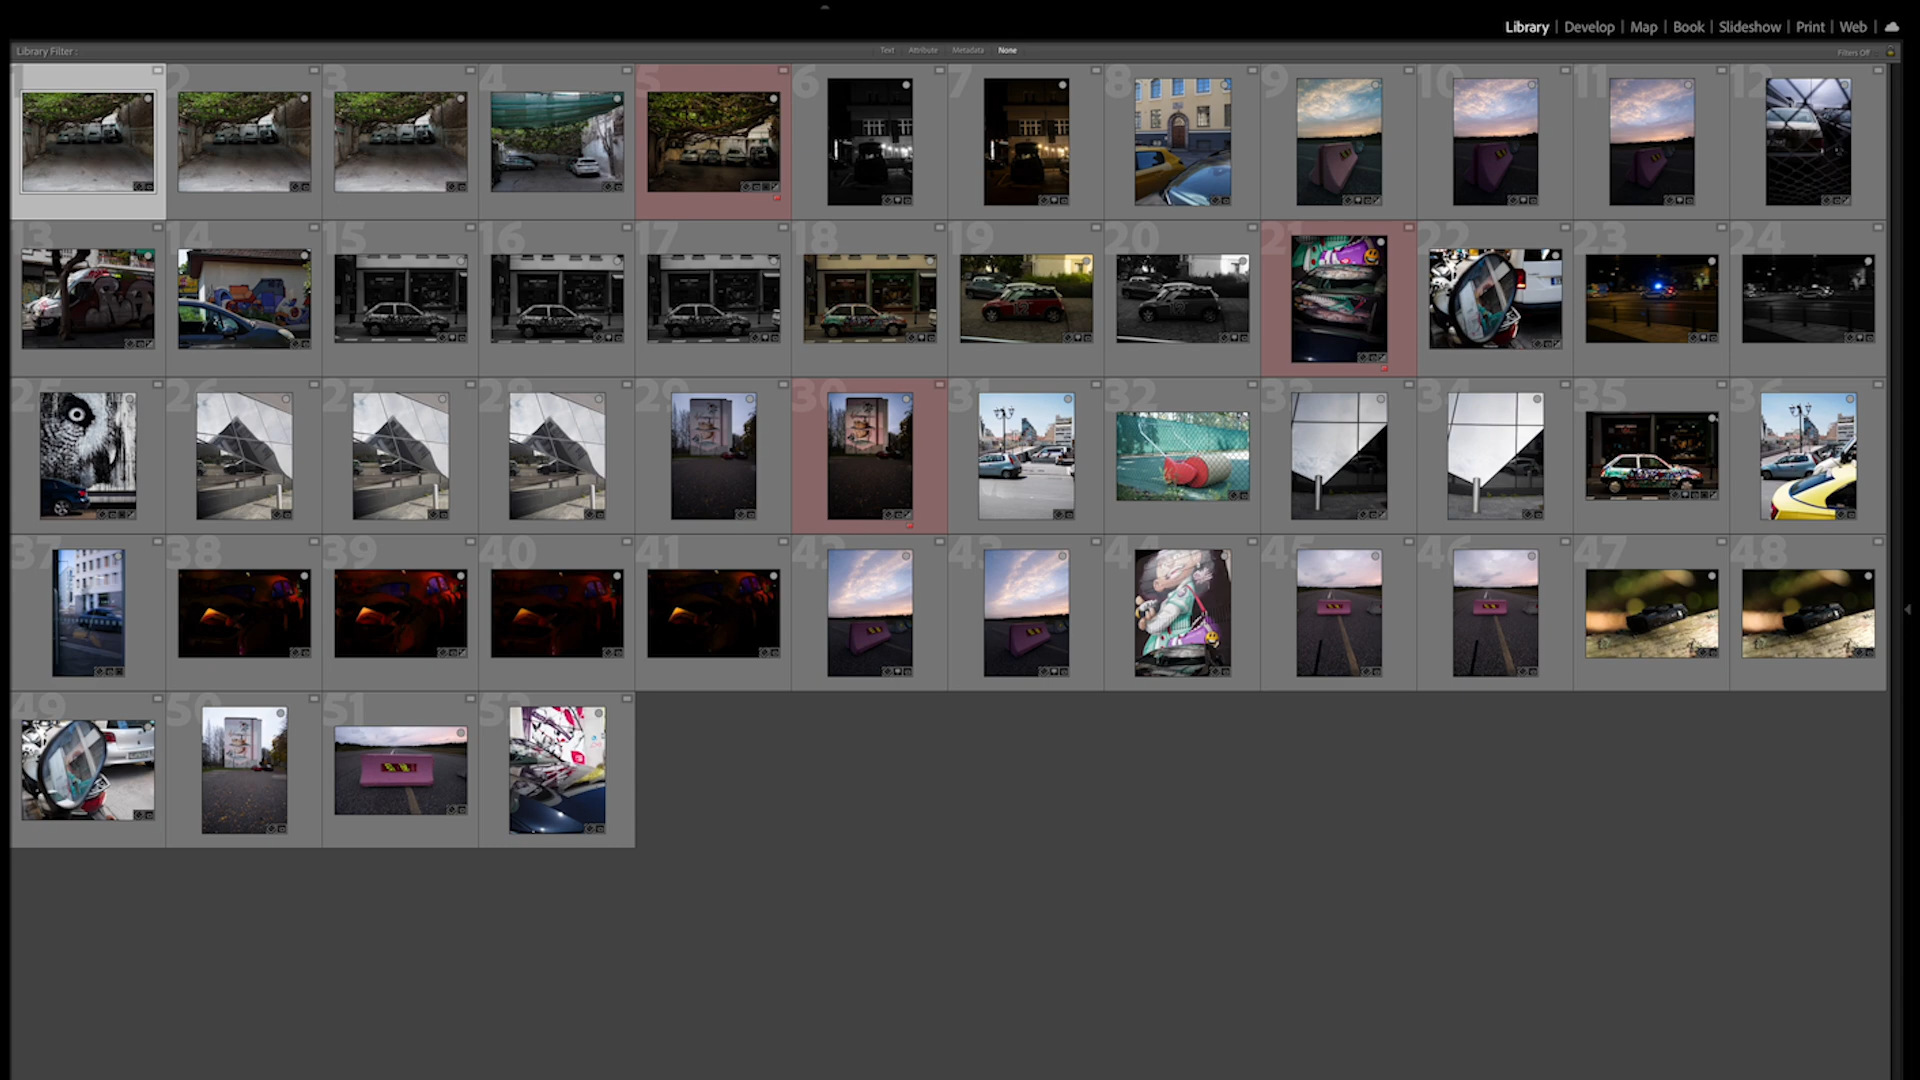 Library | Develop | Map | Book | Slideshow | Print | Web
Library Filter : Text Attribute Metadata None Filters Off
1 2 3 4 5 6 7 8 9 10 11 12
13 14 15 16 17 18 19 20 21 22 23 24
25 26 27 28 29 30 31 32 33 34 35 36
37 38 39 40 41 42 43 44 45 46 47 48
49 50 51 52